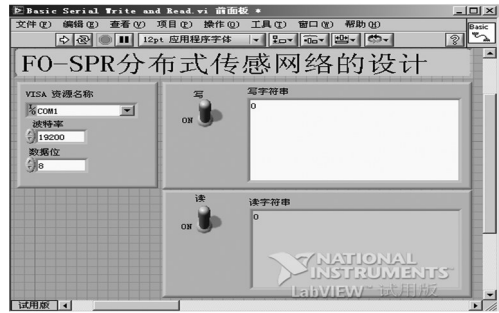 Basic Serial Write and Read.vi 前面板 *
文件(F) 编辑(E) 查看(V) 项目(P) 操作(O) 工具(T) 窗口(W) 帮助(H)
12pt 应用程序字体
Basic
FO-SPR分布式传感网络的设计
VISA 资源名称
COM1
波特率
19200
数据位
8
写
ON
写字符串
0
读
ON
读字符串
0
NATIONAL
INSTRUMENTS
LabVIEW™ 试用版
试用版